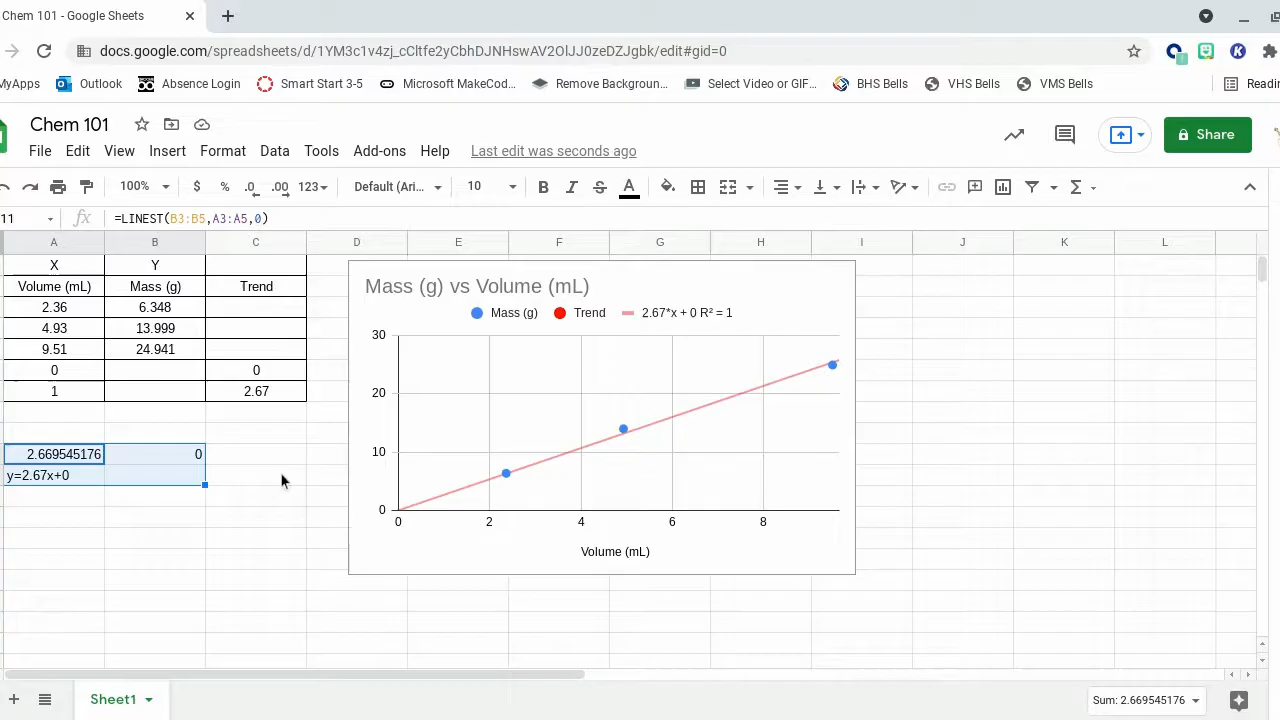 Chem 101 - Google Sheets
docs.google.com/spreadsheets/d/1YM3c1v4zj_cCltfe2yCbhDJNHswAV2OlJJ0zeDZJgbk/edit#gid=0
MyApps Outlook Absence Login Smart Start 3-5 Microsoft MakeCod... Remove Backgroun... Select Video or GIF... BHS Bells VHS Bells VMS Bells Readin
Chem 101
Share
File Edit View Insert Format Data Tools Add-ons Help Last edit was seconds ago
100% $ % .0 .00 123 Default (Ari... 10 B I S A Σ
11 fx =LINEST(B3:B5,A3:A5,0)
A B C D E F G H I J K L
X Y
Volume (mL) Mass (g) Trend
2.36 6.348
4.93 13.999
9.51 24.941
0 0
1 2.67
2.669545176 0
y=2.67x+0
Mass (g) vs Volume (mL)
Mass (g) Trend 2.67*x + 0 R² = 1
30
20
10
0
0 2 4 6 8
Volume (mL)
Sheet1 Sum: 2.669545176